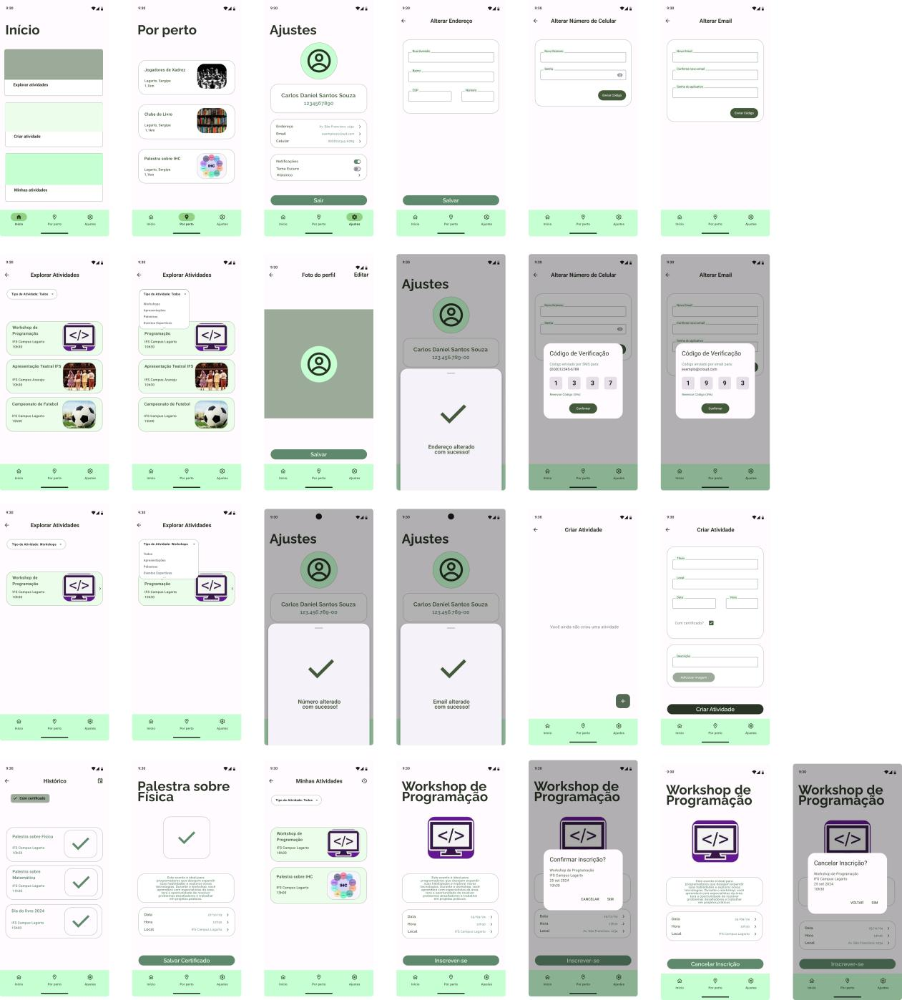 9:30
Início
Explorar atividades
Criar atividade
Minhas atividades
Início Por perto Ajustes
9:30
Por perto
Jogadores de Xadrez
Lagarto, Sergipe
1,1km
Clube do Livro
Lagarto, Sergipe
1,1km
Palestra sobre IHC
Lagarto, Sergipe
1,1km
IHC
Início Por perto Ajustes
9:30
Ajustes
Carlos Daniel Santos Souza
1234567890
Endereço Av. São Francisco, 1234
Email exemplo@icloud.com
Celular (DDD)12345-6789
Notificações
Tema Escuro
Histórico
Sair
Início Por perto Ajustes
9:30
Alterar Endereço
Rua/Avenida
Bairro
CEP Número
Salvar
Início Por perto Ajustes
9:30
Alterar Número de Celular
Novo Número
Senha
Enviar Código
Início Por perto Ajustes
9:30
Alterar Email
Novo Email
Confirme novo email
Senha do aplicativo
Enviar Código
Início Por perto Ajustes
9:30
Explorar Atividades
Tipo de Atividade: Todos
Workshop de
Programação
IFS Campus Lagarto
10h30
Apresentação Teatral IFS
IFS Campus Aracaju
10h30
Campeonato de Futebol
IFS Campus Lagarto
15h00
Início Por perto Ajustes
9:30
Explorar Atividades
Tipo de Atividade: Todos
Workshops
Apresentações
Palestras
Eventos Esportivos
Programação
IFS Campus Lagarto
10h30
Apresentação Teatral IFS
IFS Campus Aracaju
10h30
Campeonato de Futebol
IFS Campus Lagarto
15h00
Início Por perto Ajustes
9:30
Foto do perfil Editar
Salvar
Início Por perto Ajustes
9:30
Ajustes
Carlos Daniel Santos Souza
123.456.789-00
Endereço alterado
com sucesso!
9:30
Alterar Número de Celular
Novo Número
Senha
Código de Verificação
Código enviado por SMS para:
(DDD)12345-6789
1 3 3 7
Reenviar Código (59s)
Confirmar
Início Por perto Ajustes
9:30
Alterar Email
Novo Email
Confirme novo email
Senha do aplicativo
Código de Verificação
Código enviado por email para:
exemplo@icloud.com
1 9 9 3
Reenviar Código (59s)
Confirmar
Início Por perto Ajustes
9:30
Explorar Atividades
Tipo de Atividade: Workshops
Workshop de
Programação
IFS Campus Lagarto
10h30
Início Por perto Ajustes
9:30
Explorar Atividades
Tipo de Atividade: Workshops
Todos
Apresentações
Palestras
Eventos Esportivos
Programação
IFS Campus Lagarto
10h30
Início Por perto Ajustes
9:30
Ajustes
Carlos Daniel Santos Souza
123.456.789-00
Número alterado
com sucesso!
9:30
Ajustes
Carlos Daniel Santos Souza
123.456.789-00
Email alterado
com sucesso!
9:30
Criar Atividade
Você ainda não criou uma atividade
Início Por perto Ajustes
9:30
Criar Atividade
Título
Local
Data Hora
Com certificado?
Descrição
Adicionar Imagem
Criar Atividade
Início Por perto Ajustes
9:30
Histórico
Com certificado
Palestra sobre Física
IFS Campus Lagarto
10h30
Palestra sobre
Matemática
IFS Campus Lagarto
11h30
Dia do livro 2024
IFS Campus Lagarto
15h00
Início Por perto Ajustes
9:30
Palestra sobre
Física
Este evento é ideal para
programadores que desejam expandir
suas habilidades e explorar novas
tecnologias. Durante o workshop, você
aprenderá com especialistas da área,
terá a oportunidade de resolver
problemas desafiadores e trabalhar
em projetos práticos.
Data
Hora 10h30
Local IFS Campus Lagarto
Salvar Certificado
Início Por perto Ajustes
9:30
Minhas Atividades
Tipo de Atividade: Todos
Workshop de
Programação
IFS Campus Lagarto
10h30
Palestra sobre IHC
IFS Campus Lagarto
13h00
IHC
Início Por perto Ajustes
9:30
Workshop de
Programação
Este evento é ideal para
programadores que desejam expandir
suas habilidades e explorar novas
tecnologias. Durante o workshop, você
aprenderá com especialistas da área,
terá a oportunidade de resolver
problemas desafiadores e trabalhar
em projetos práticos.
Data 25/09/24
Hora 10h30
Local IFS Campus Lagarto
Inscrever-se
Início Por perto Ajustes
9:30
Workshop de
Programação
Confirmar inscrição?
Workshop de Programação
IFS Campus Lagarto
25 set 2024
10h30
CANCELAR SIM
Data
Hora
Local Av. São Francisco, 1234
Inscrever-se
Início Por perto Ajustes
9:30
Workshop de
Programação
Este evento é ideal para
programadores que desejam expandir
suas habilidades e explorar novas
tecnologias. Durante o workshop, você
aprenderá com especialistas da área,
terá a oportunidade de resolver
problemas desafiadores e trabalhar
em projetos práticos.
Data 25/09/24
Hora 10h30
Local IFS Campus Lagarto
Cancelar Inscrição
Início Por perto Ajustes
9:30
Workshop de
Programação
Cancelar Inscrição?
Workshop de Programação
IFS Campus Lagarto
25 set 2024
10h30
VOLTAR SIM
Data
Hora
Local Av. São Francisco, 1234
Inscrever-se
Início Por perto Ajustes